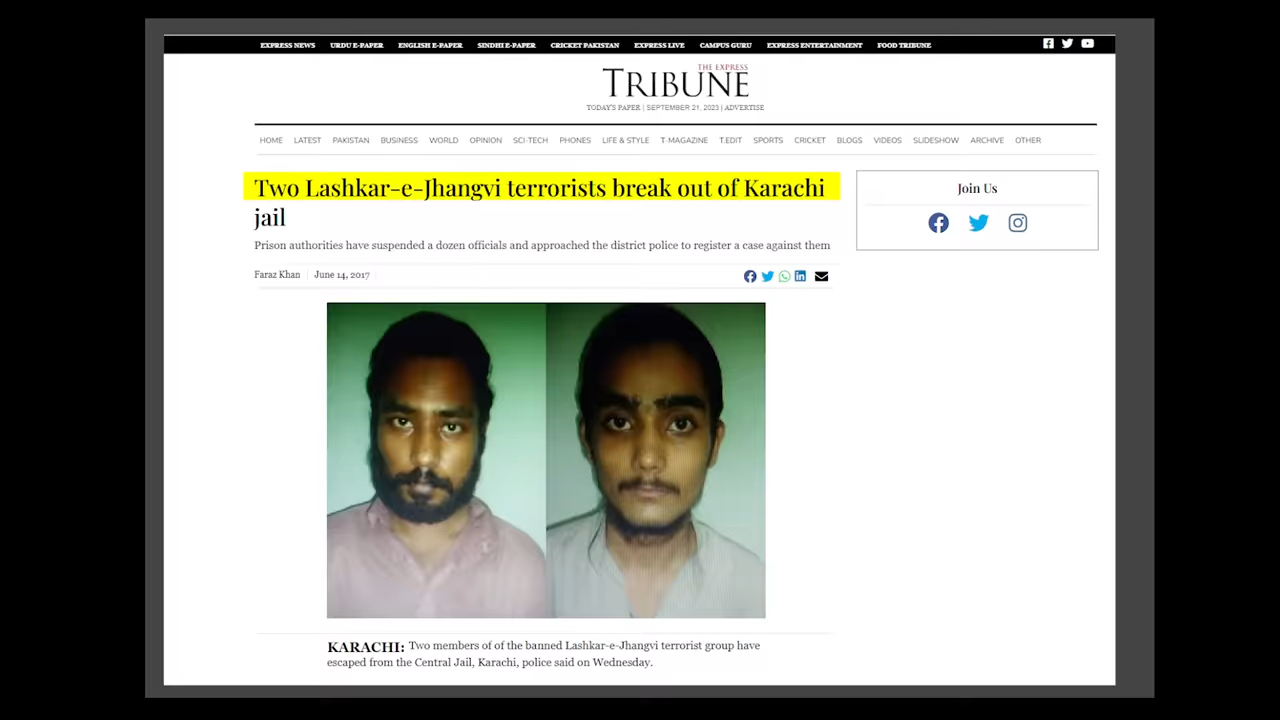 EXPRESS NEWS URDU E-PAPER ENGLISH E-PAPER SINDHI E-PAPER CRICKET PAKISTAN EXPRESS LIVE CAMPUS GURU EXPRESS ENTERTAINMENT FOOD TRIBUNE
THE EXPRESS
TRIBUNE
TODAY'S PAPER | SEPTEMBER 21, 2023 | ADVERTISE
HOME LATEST PAKISTAN BUSINESS WORLD OPINION SCI-TECH PHONES LIFE & STYLE T-MAGAZINE T.EDIT SPORTS CRICKET BLOGS VIDEOS SLIDESHOW ARCHIVE OTHER
Two Lashkar-e-Jhangvi terrorists break out of Karachi
jail
Prison authorities have suspended a dozen officials and approached the district police to register a case against them
Faraz Khan | June 14, 2017
Join Us
KARACHI: Two members of of the banned Lashkar-e-Jhangvi terrorist group have
escaped from the Central Jail, Karachi, police said on Wednesday.